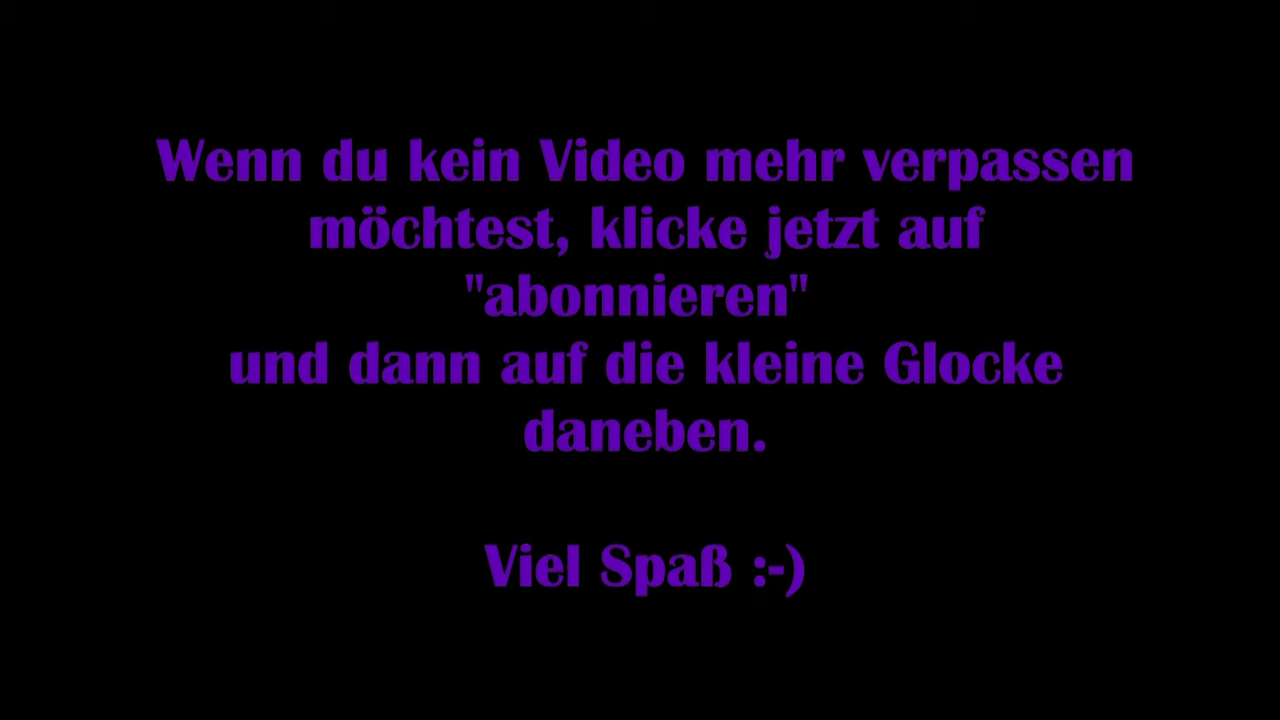 Wenn du kein Video mehr verpassen
möchtest, klicke jetzt auf
"abonnieren"
und dann auf die kleine Glocke
daneben.
Viel Spaß :-)